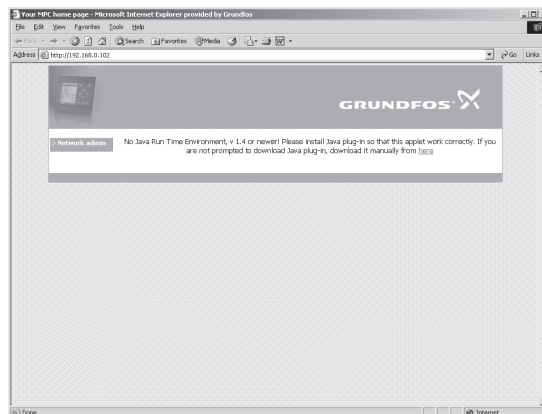 Your MPC home page - Microsoft Internet Explorer provided by Grundfos
File Edit View Favorites Tools Help
Back Search Favorites Media
Address http://192.168.0.102 Go Links
GRUNDFOS
> Network admin
No Java Run Time Environment, v 1.4 or newer! Please install Java plug-in so that this applet work correctly. If you
are not prompted to download Java plug-in, download it manually from here
Done Internet